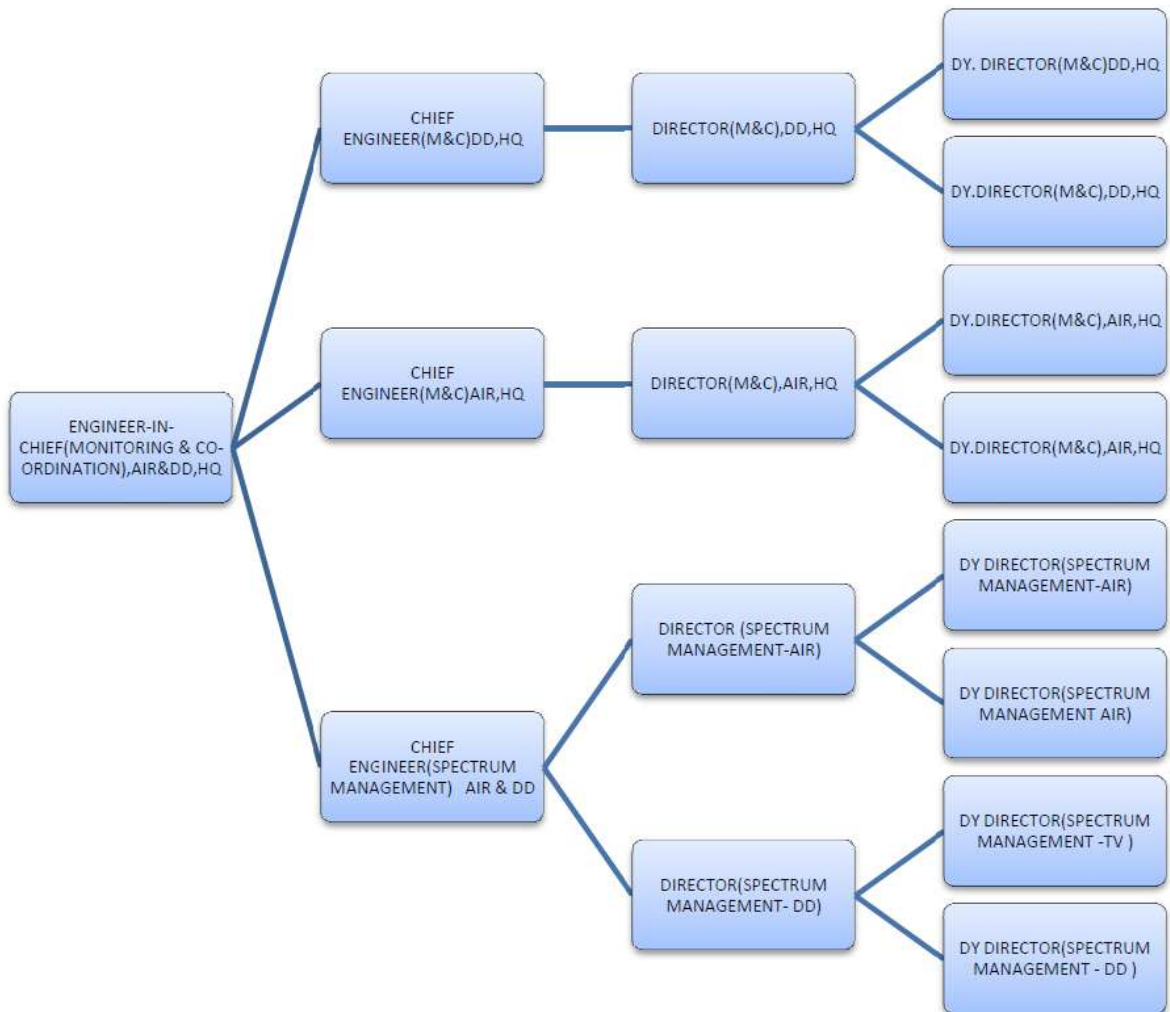 ENGINEER-IN-
CHIEF(MONITORING & CO-
ORDINATION),AIR&DD,HQ
CHIEF
ENGINEER(M&C)DD,HQ
DIRECTOR(M&C),DD,HQ
DY. DIRECTOR(M&C)DD,HQ
DY.DIRECTOR(M&C),DD,HQ
CHIEF
ENGINEER(M&C)AIR,HQ
DIRECTOR(M&C),AIR,HQ
DY.DIRECTOR(M&C),AIR,HQ
DY.DIRECTOR(M&C),AIR,HQ
CHIEF
ENGINEER(SPECTRUM
MANAGEMENT) AIR & DD
DIRECTOR (SPECTRUM
MANAGEMENT-AIR)
DY DIRECTOR(SPECTRUM
MANAGEMENT-AIR)
DY DIRECTOR(SPECTRUM
MANAGEMENT AIR)
DIRECTOR(SPECTRUM
MANAGEMENT- DD)
DY DIRECTOR(SPECTRUM
MANAGEMENT -TV )
DY DIRECTOR(SPECTRUM
MANAGEMENT - DD )